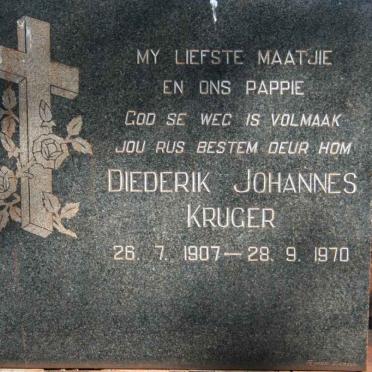 MY LIEFSTE MAATJIE
EN ONS PAPPIE
GOD SE WEG IS VOLMAAK
JOU RUS BESTEM DEUR HOM
DIEDERIK JOHANNES
KRUGER
26. 7. 1907 — 28. 9. 1970